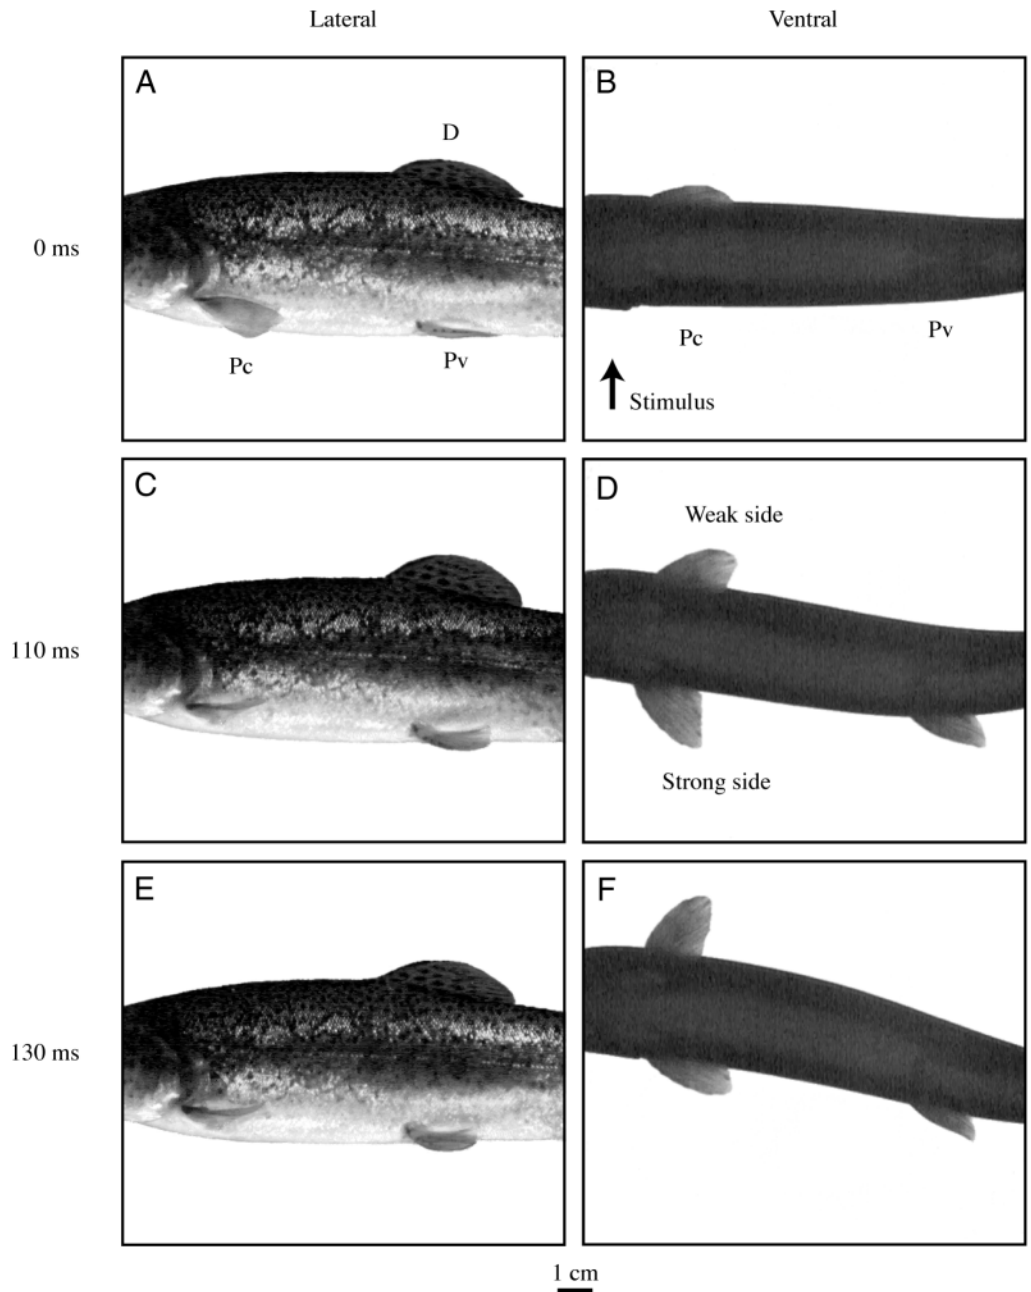 Lateral
Ventral
A
B
D
0 ms
Pc
Pv
Pc
Pv
Stimulus
C
D
Weak side
110 ms
Strong side
E
F
130 ms
1 cm